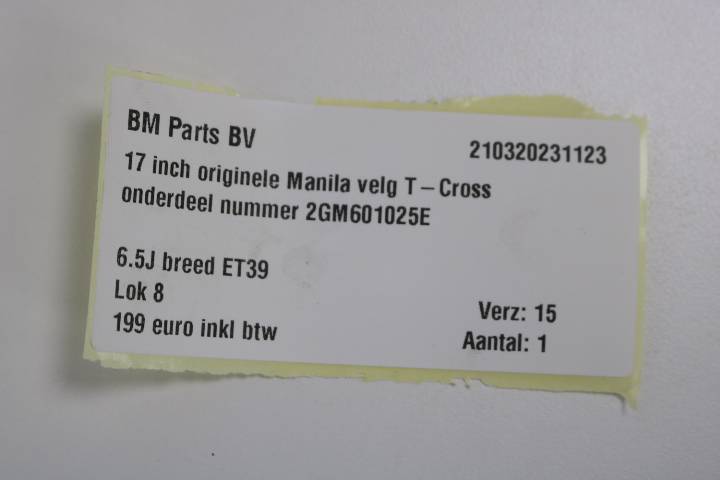 BM Parts BV
210320231123
17 inch originele Manila velg T-Cross
onderdeel nummer 2GM601025E
6.5J breed ET39
Lok 8
Verz: 15
199 euro inkl btw
Aantal: 1